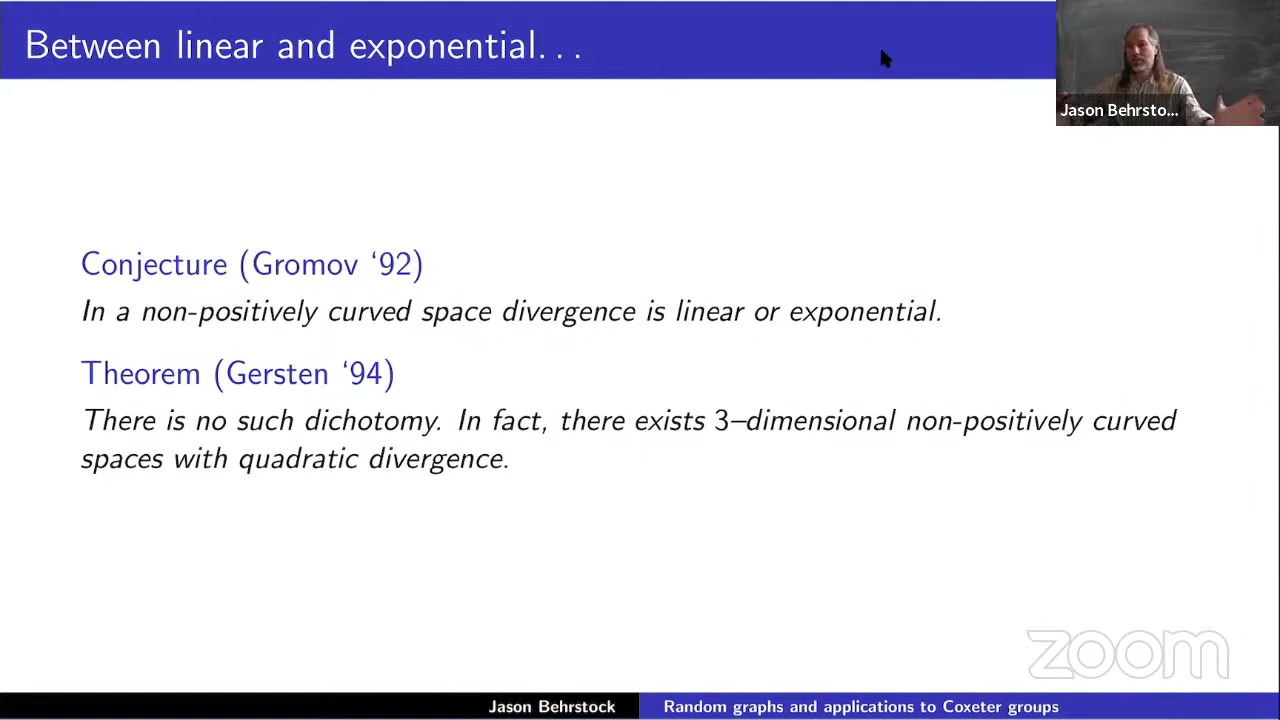 Between linear and exponential. . .
Jason Behrsto...
Conjecture (Gromov ‘92)
In a non-positively curved space divergence is linear or exponential.
Theorem (Gersten ‘94)
There is no such dichotomy. In fact, there exists 3–dimensional non-positively curved
spaces with quadratic divergence.
zoom
Jason Behrstock
Random graphs and applications to Coxeter groups